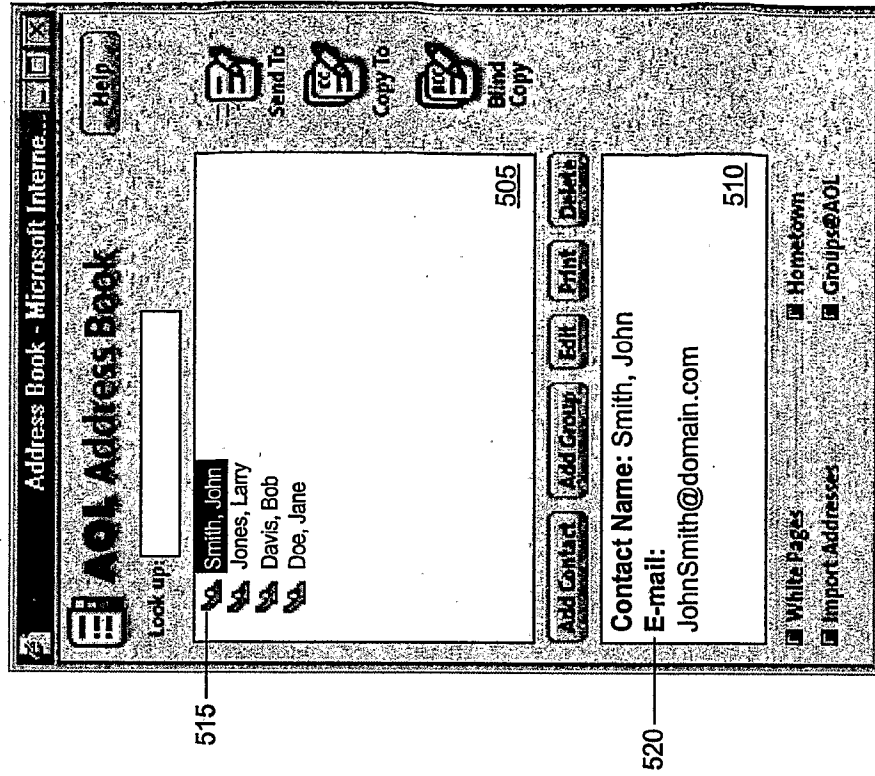 Address Book - Microsoft Interne...
AOL Address Book
Help
Look up:
Smith, John
Jones, Larry
Davis, Bob
Doe, Jane
505
515
Send To
CC
Copy To
BCC
Blind
Copy
Add Contact Add Group Edit Print Delete
Contact Name: Smith, John
E-mail:
JohnSmith@domain.com
510
520
White Pages
Hometown
Import Addresses
Groups@AOL